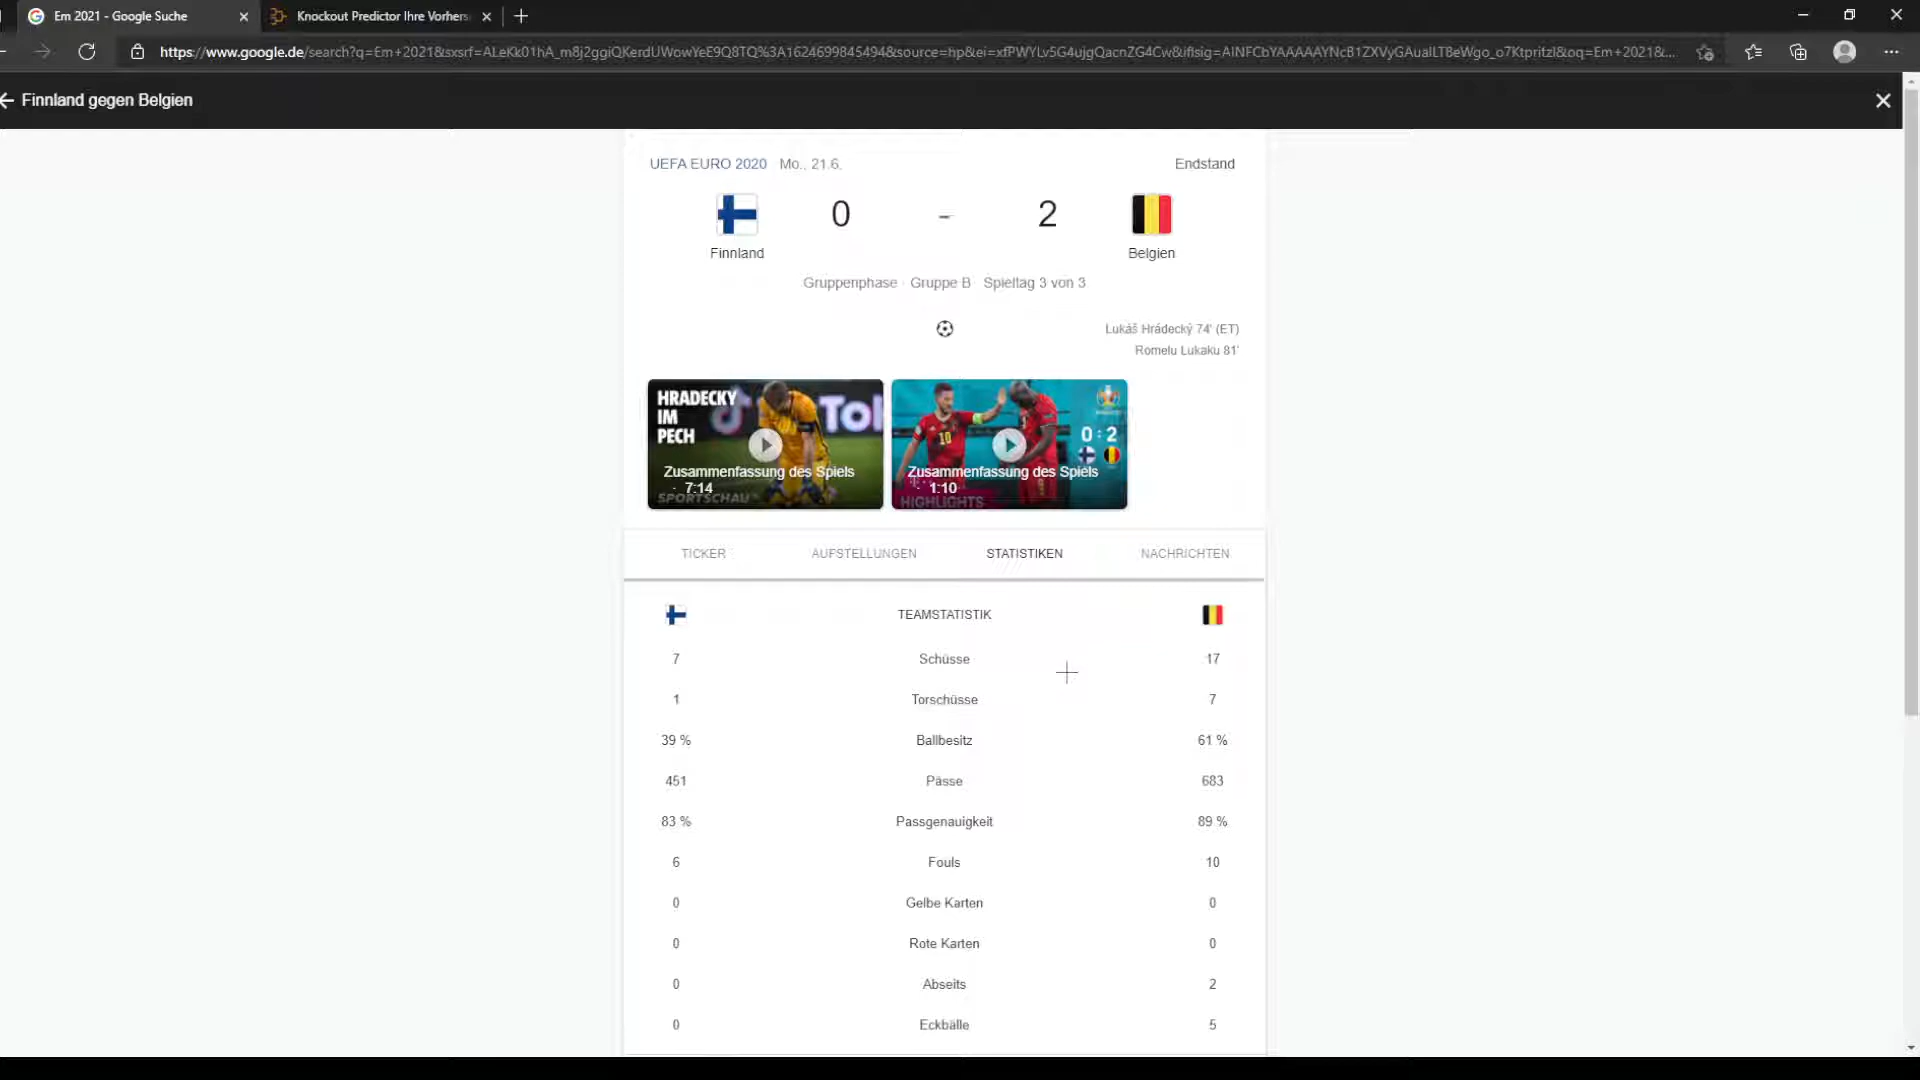 Em 2021 - Google Suche
Knockout Predictor Ihre Vorhers
https://www.google.de/search?q=Em+2021&sxsrf=ALeKk01hA_m8j2ggiQKerdUWowYeE9Q8TQ%3A1624699845494&source=hp&ei=xfPWYLv5G4ujgQacnZG4Cw&iflsig=AINFCbYAAAAAYNcB1ZXVyGAualLT8eWgo_o7Ktpritzl&oq=Em+2021&l...
Finnland gegen Belgien
UEFA EURO 2020 Mo., 21.6.
Endstand
0 - 2
Finnland
Belgien
Gruppenphase · Gruppe B · Spieltag 3 von 3
Lukáš Hrádecký 74' (ET)
Romelu Lukaku 81'
HRADECKY
IM
PECH
Zusammenfassung des Spiels
· 7:14
SPORTSCHAU
10
0:2
Zusammenfassung des Spiels
· 1:10
HIGHLIGHTS
TICKER AUFSTELLUNGEN STATISTIKEN NACHRICHTEN
TEAMSTATISTIK
7 Schüsse 17
1 Torschüsse 7
39 % Ballbesitz 61 %
451 Pässe 683
83 % Passgenauigkeit 89 %
6 Fouls 10
0 Gelbe Karten 0
0 Rote Karten 0
0 Abseits 2
0 Eckbälle 5